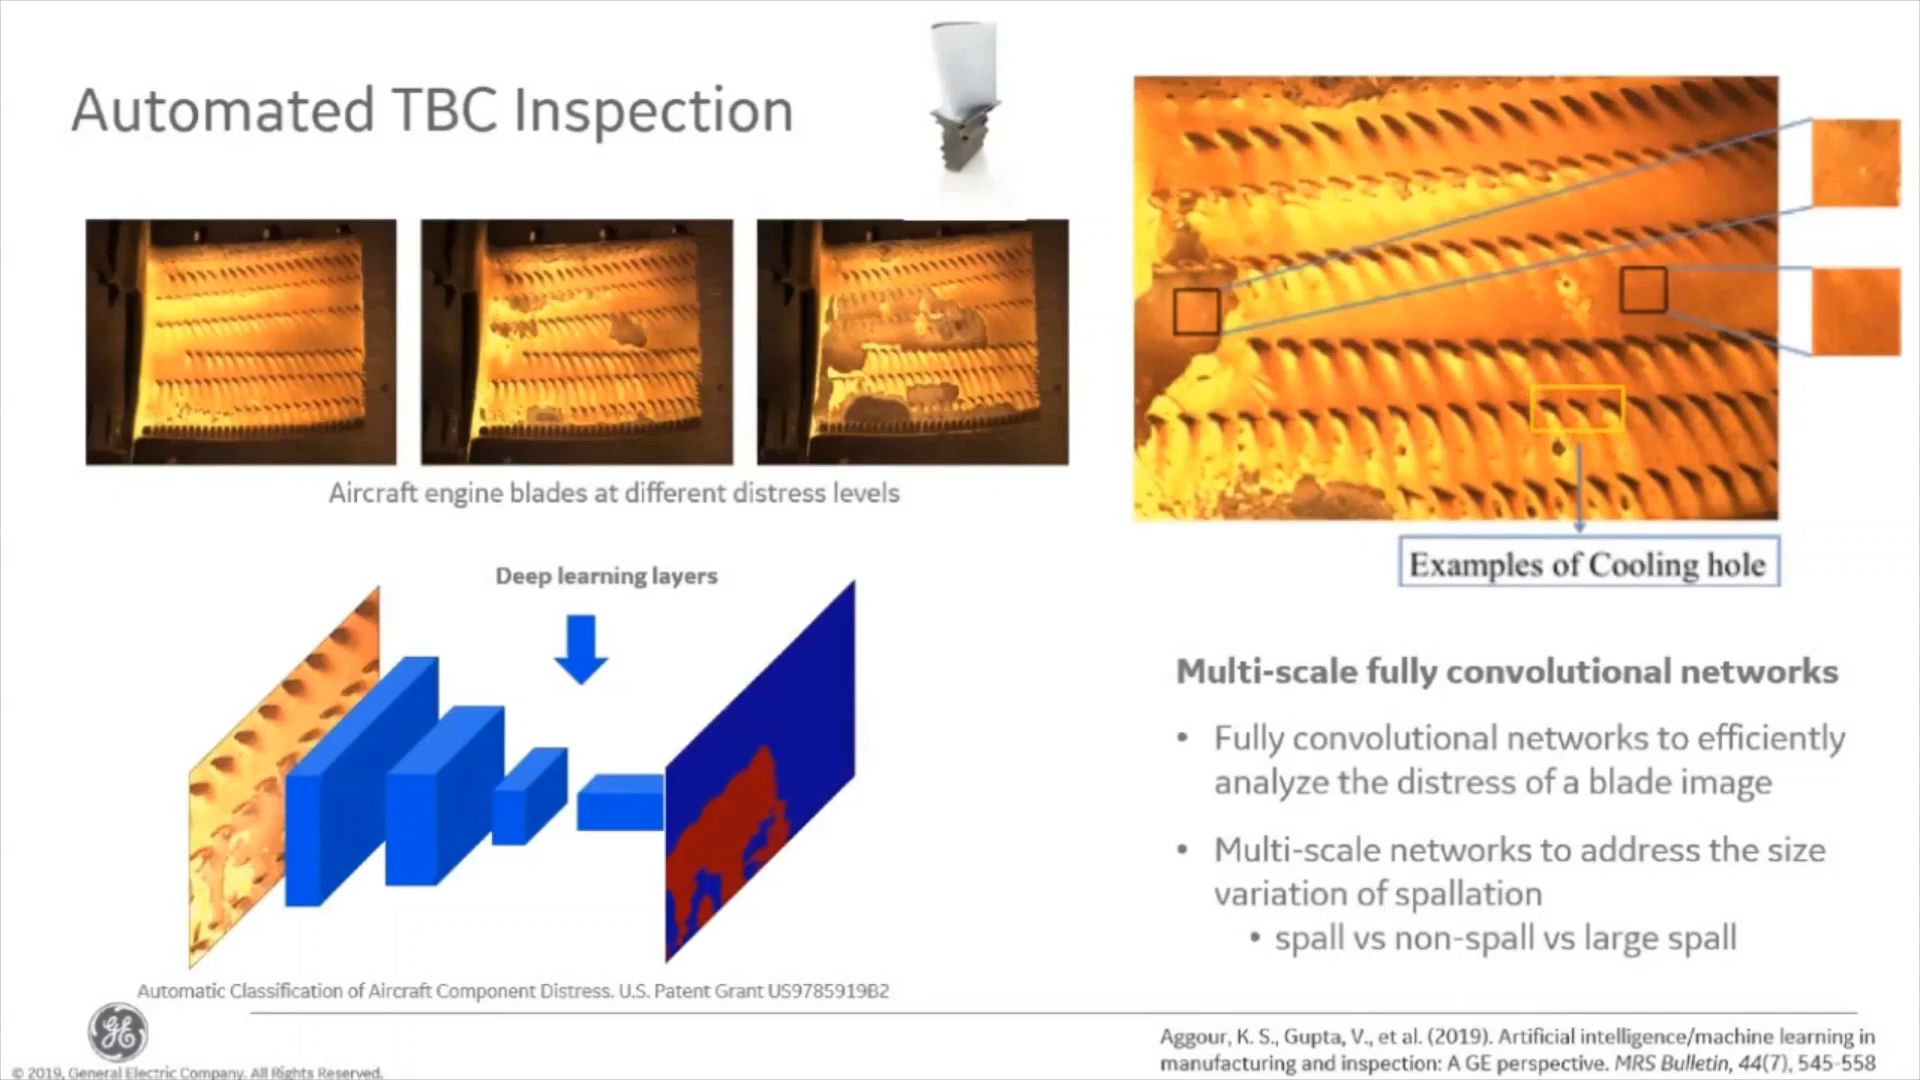 Automated TBC Inspection
Aircraft engine blades at different distress levels
Examples of Cooling hole
Deep learning layers
Multi-scale fully convolutional networks
• Fully convolutional networks to efficiently
analyze the distress of a blade image
• Multi-scale networks to address the size
variation of spallation
• spall vs non-spall vs large spall
Automatic Classification of Aircraft Component Distress. U.S. Patent Grant US9785919B2
GE
© 2019, General Electric Company. All Rights Reserved.
Aggour, K. S., Gupta, V., et al. (2019). Artificial intelligence/machine learning in
manufacturing and inspection: A GE perspective. MRS Bulletin, 44(7), 545-558